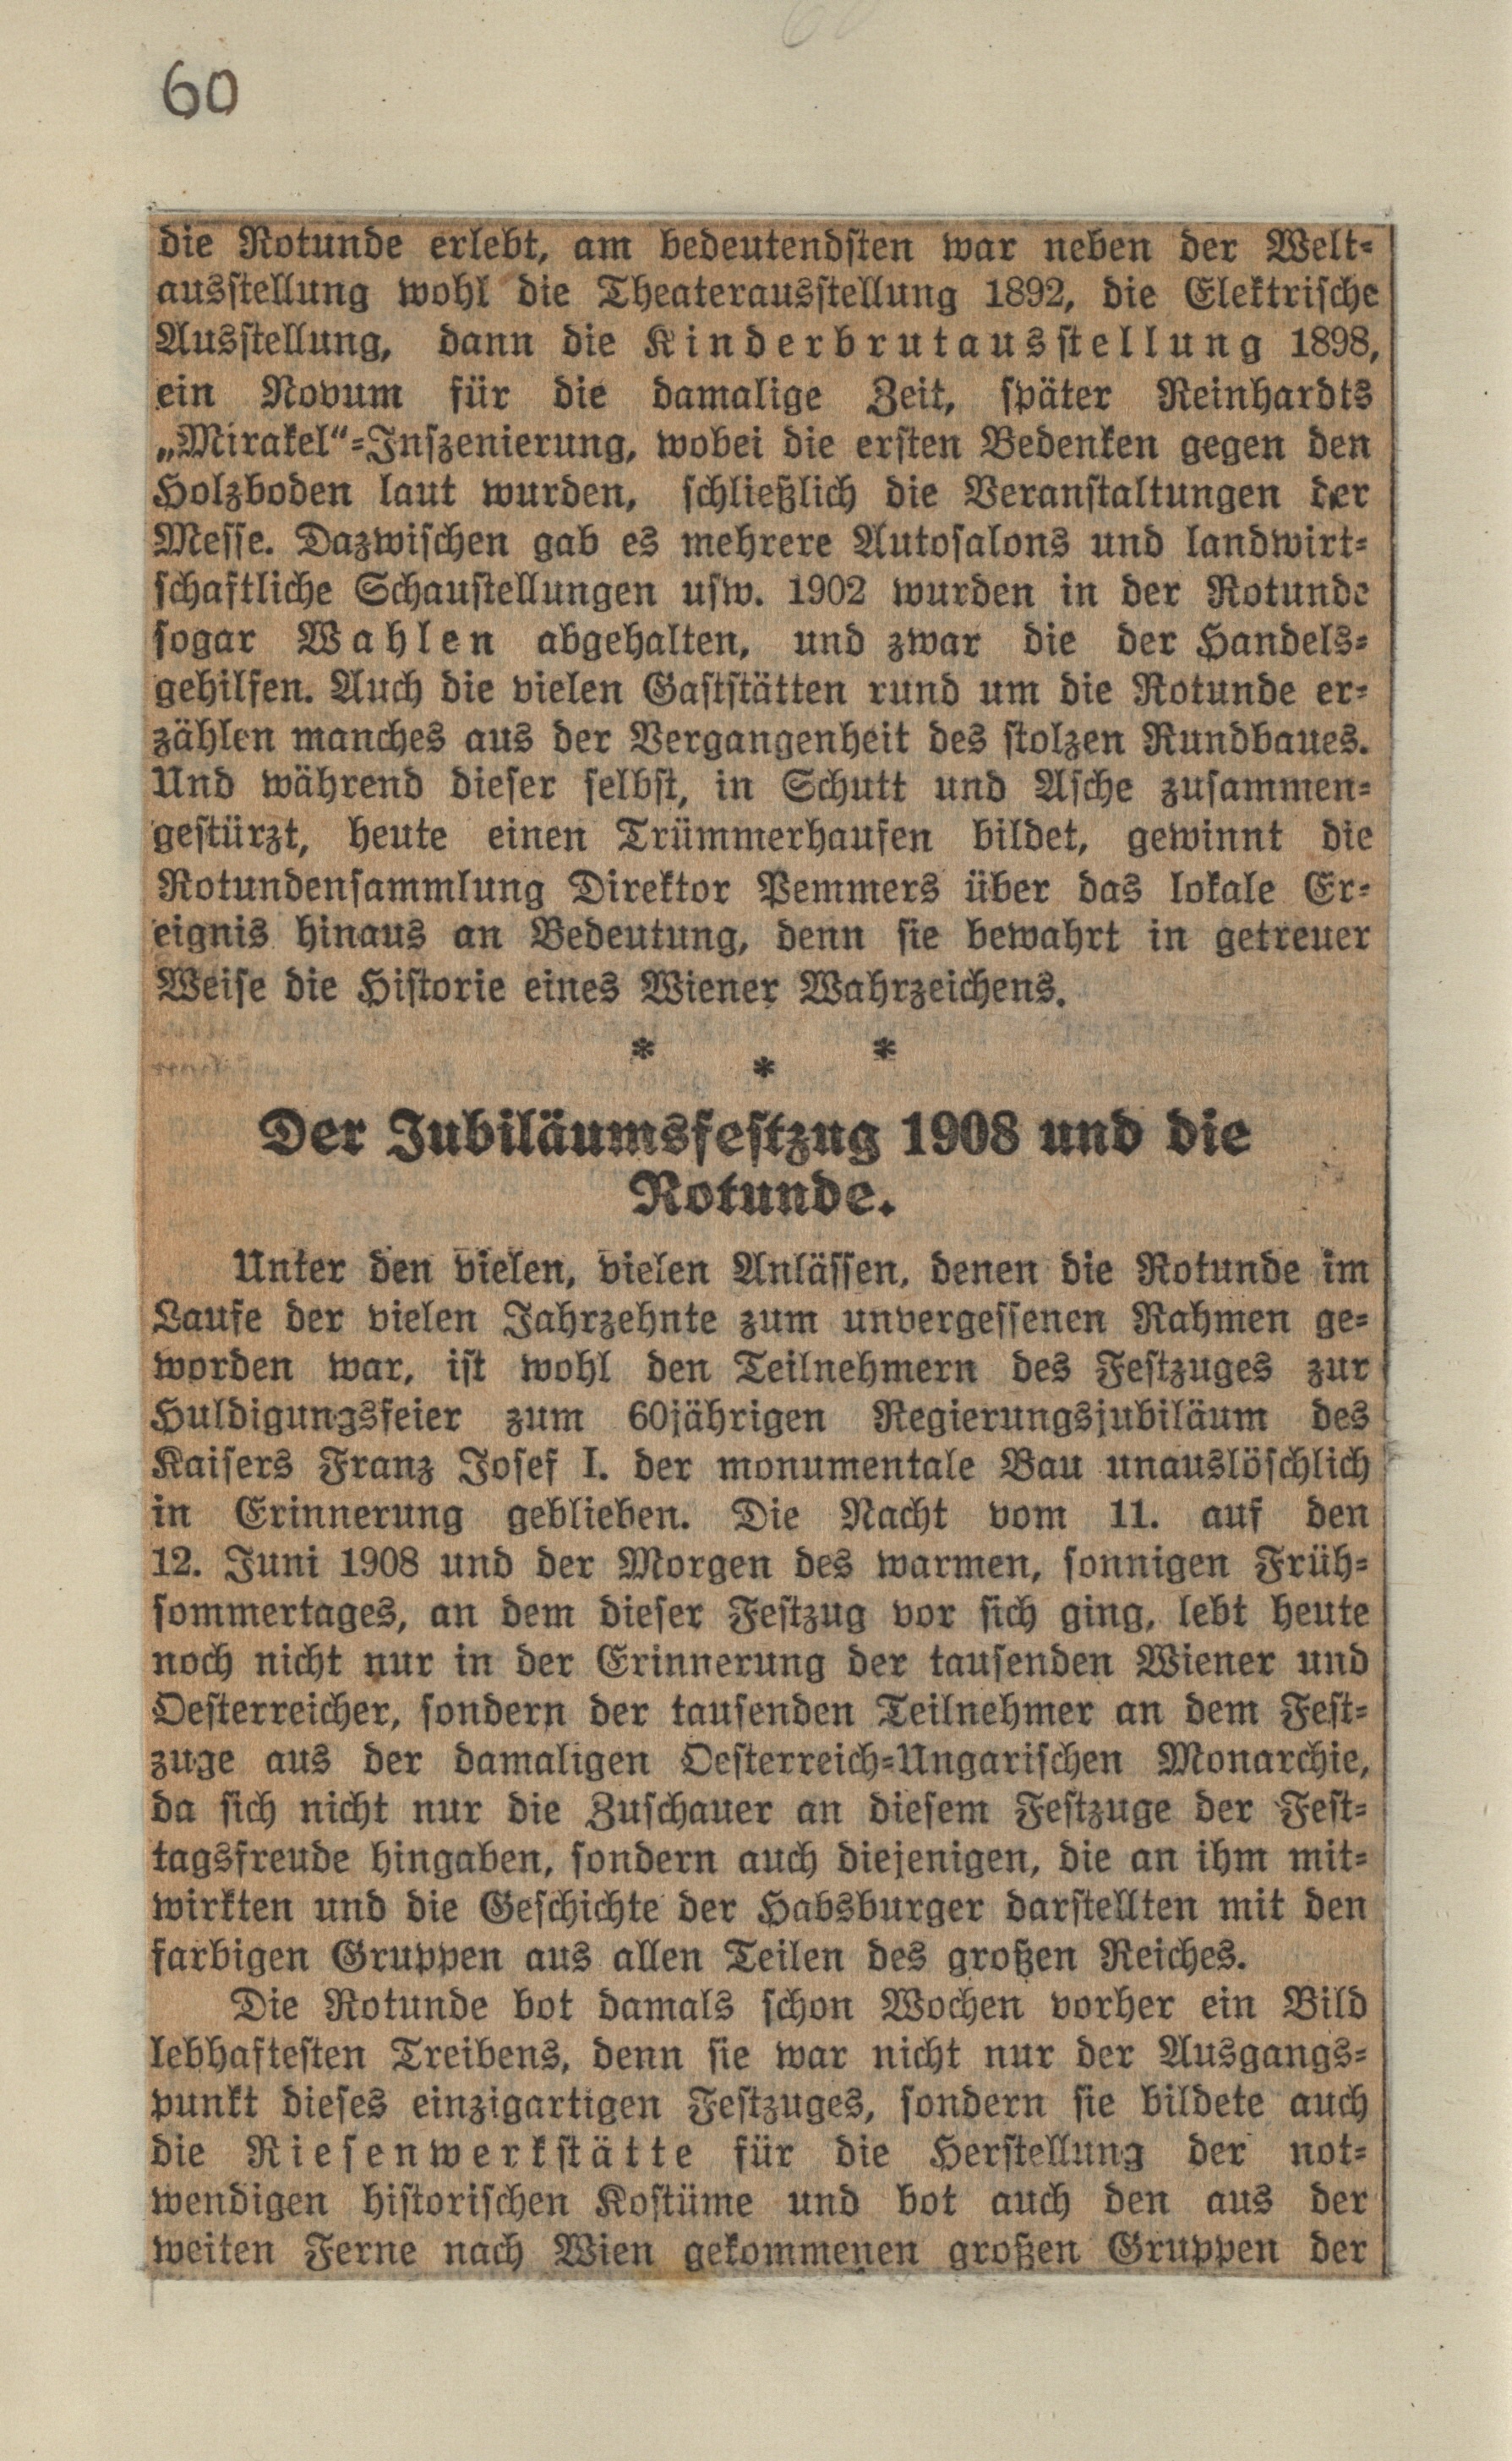 60
die Rotunde erlebt, am bedeutendsten war neben der Welt-
ausstellung wohl die Theaterausstellung 1892, die Elektrische
Ausstellung, dann die Kinderbrutausstellung 1898,
ein Novum für die damalige Zeit, später Reinhardts
„Mirakel“-Inszenierung, wobei die ersten Bedenken gegen den
Holzboden laut wurden, schließlich die Veranstaltungen der
Messe. Dazwischen gab es mehrere Autosalons und landwirt-
schaftliche Schaustellungen usw. 1902 wurden in der Rotunde
sogar Wahlen abgehalten, und zwar die der Handels-
gehilfen. Auch die vielen Gaststätten rund um die Rotunde er-
zählen manches aus der Vergangenheit des stolzen Rundbaues.
Und während dieser selbst, in Schutt und Asche zusammen-
gestürzt, heute einen Trümmerhaufen bildet, gewinnt die
Rotundensammlung Direktor Pemmers über das lokale Er-
eignis hinaus an Bedeutung, denn sie bewahrt in getreuer
Weise die Historie eines Wiener Wahrzeichens.
* * *
Der Jubiläumsfestzug 1908 und die
Rotunde.
Unter den vielen, vielen Anlässen, denen die Rotunde im
Laufe der vielen Jahrzehnte zum unvergessenen Rahmen ge-
worden war, ist wohl den Teilnehmern des Festzuges zur
Huldigungsfeier zum 60jährigen Regierungsjubiläum des
Kaisers Franz Josef I. der monumentale Bau unauslöschlich
in Erinnerung geblieben. Die Nacht vom 11. auf den
12. Juni 1908 und der Morgen des warmen, sonnigen Früh-
sommertages, an dem dieser Festzug vor sich ging, lebt heute
noch nicht nur in der Erinnerung der tausenden Wiener und
Oesterreicher, sondern der tausenden Teilnehmer an dem Fest-
zuge aus der damaligen Oesterreich-Ungarischen Monarchie,
da sich nicht nur die Zuschauer an diesem Festzuge der Fest-
tagsfreude hingaben, sondern auch diejenigen, die an ihm mit-
wirkten und die Geschichte der Habsburger darstellten mit den
farbigen Gruppen aus allen Teilen des großen Reiches.
Die Rotunde bot damals schon Wochen vorher ein Bild
lebhaftesten Treibens, denn sie war nicht nur der Ausgangs-
punkt dieses einzigartigen Festzuges, sondern sie bildete auch
die Riesenwerkstätte für die Herstellung der not-
wendigen historischen Kostüme und bot auch den aus der
weiten Ferne nach Wien gekommenen großen Gruppen der